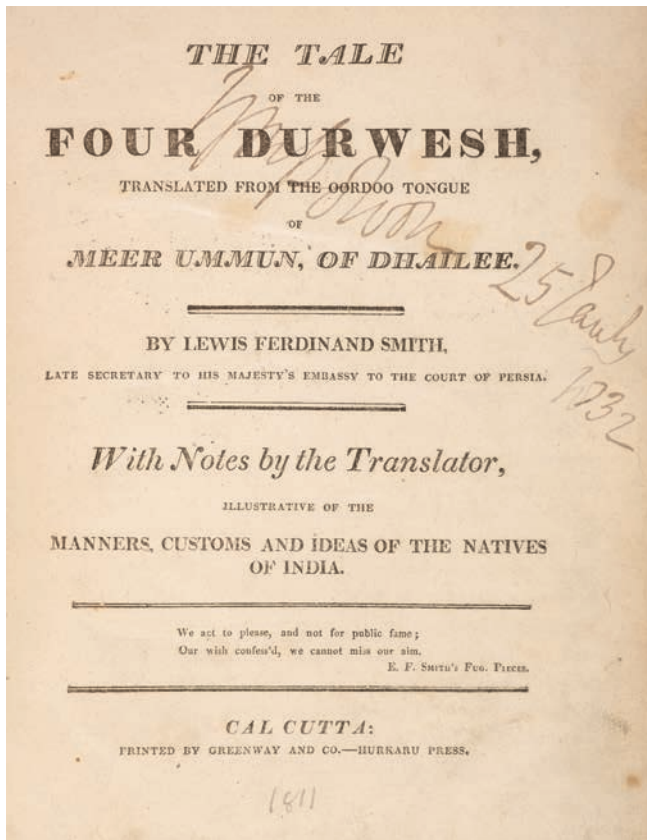 THE TALE
OF THE
FOUR DURWESH,
TRANSLATED FROM THE OORDOO TONGUE
OF
MEER UMMUN, OF DHAILEE.
25
1832
BY LEWIS FERDINAND SMITH,
LATE SECRETARY TO HIS MAJESTY'S EMBASSY TO THE COURT OF PERSIA.
With Notes by the Translator,
ILLUSTRATIVE OF THE
MANNERS, CUSTOMS AND IDEAS OF THE NATIVES
OF INDIA.
We act to please, and not for public fame;
Our wish confess'd, we cannot miss our aim.
E. F. SMITH'S FUG. PIECES.
CALCUTTA:
PRINTED BY GREENWAY AND CO.—HURKARU PRESS.
1811